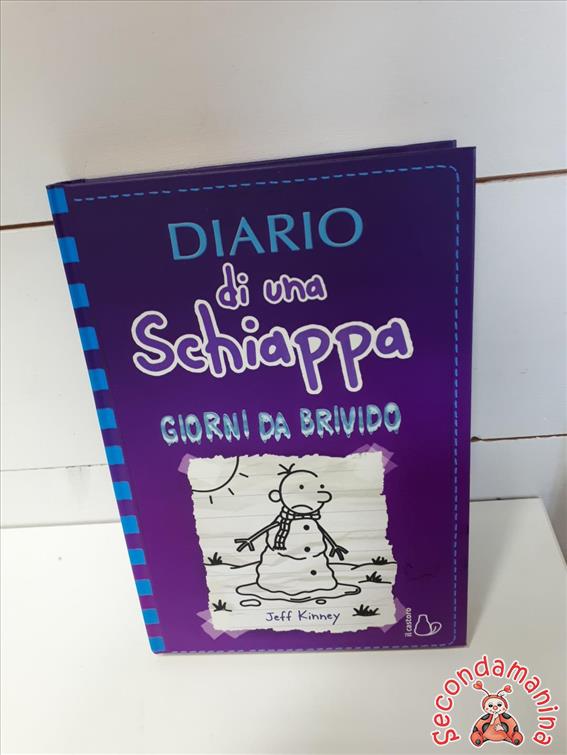 DIARIO
di una
Schiappa
GIORNI DA BRIVIDO
Jeff Kinney
il castoro
Secondamanina